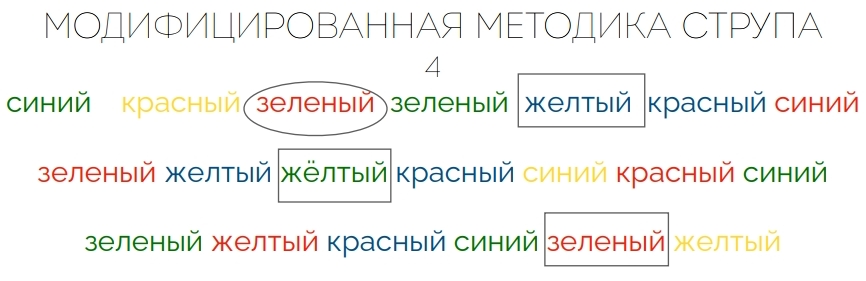 МОДИФИЦИРОВАННАЯ МЕТОДИКА СТРУПА
4
синий красный зеленый зеленый желтый красный синий
зеленый желтый жёлтый красный синий красный синий
зеленый желтый красный синий зеленый желтый